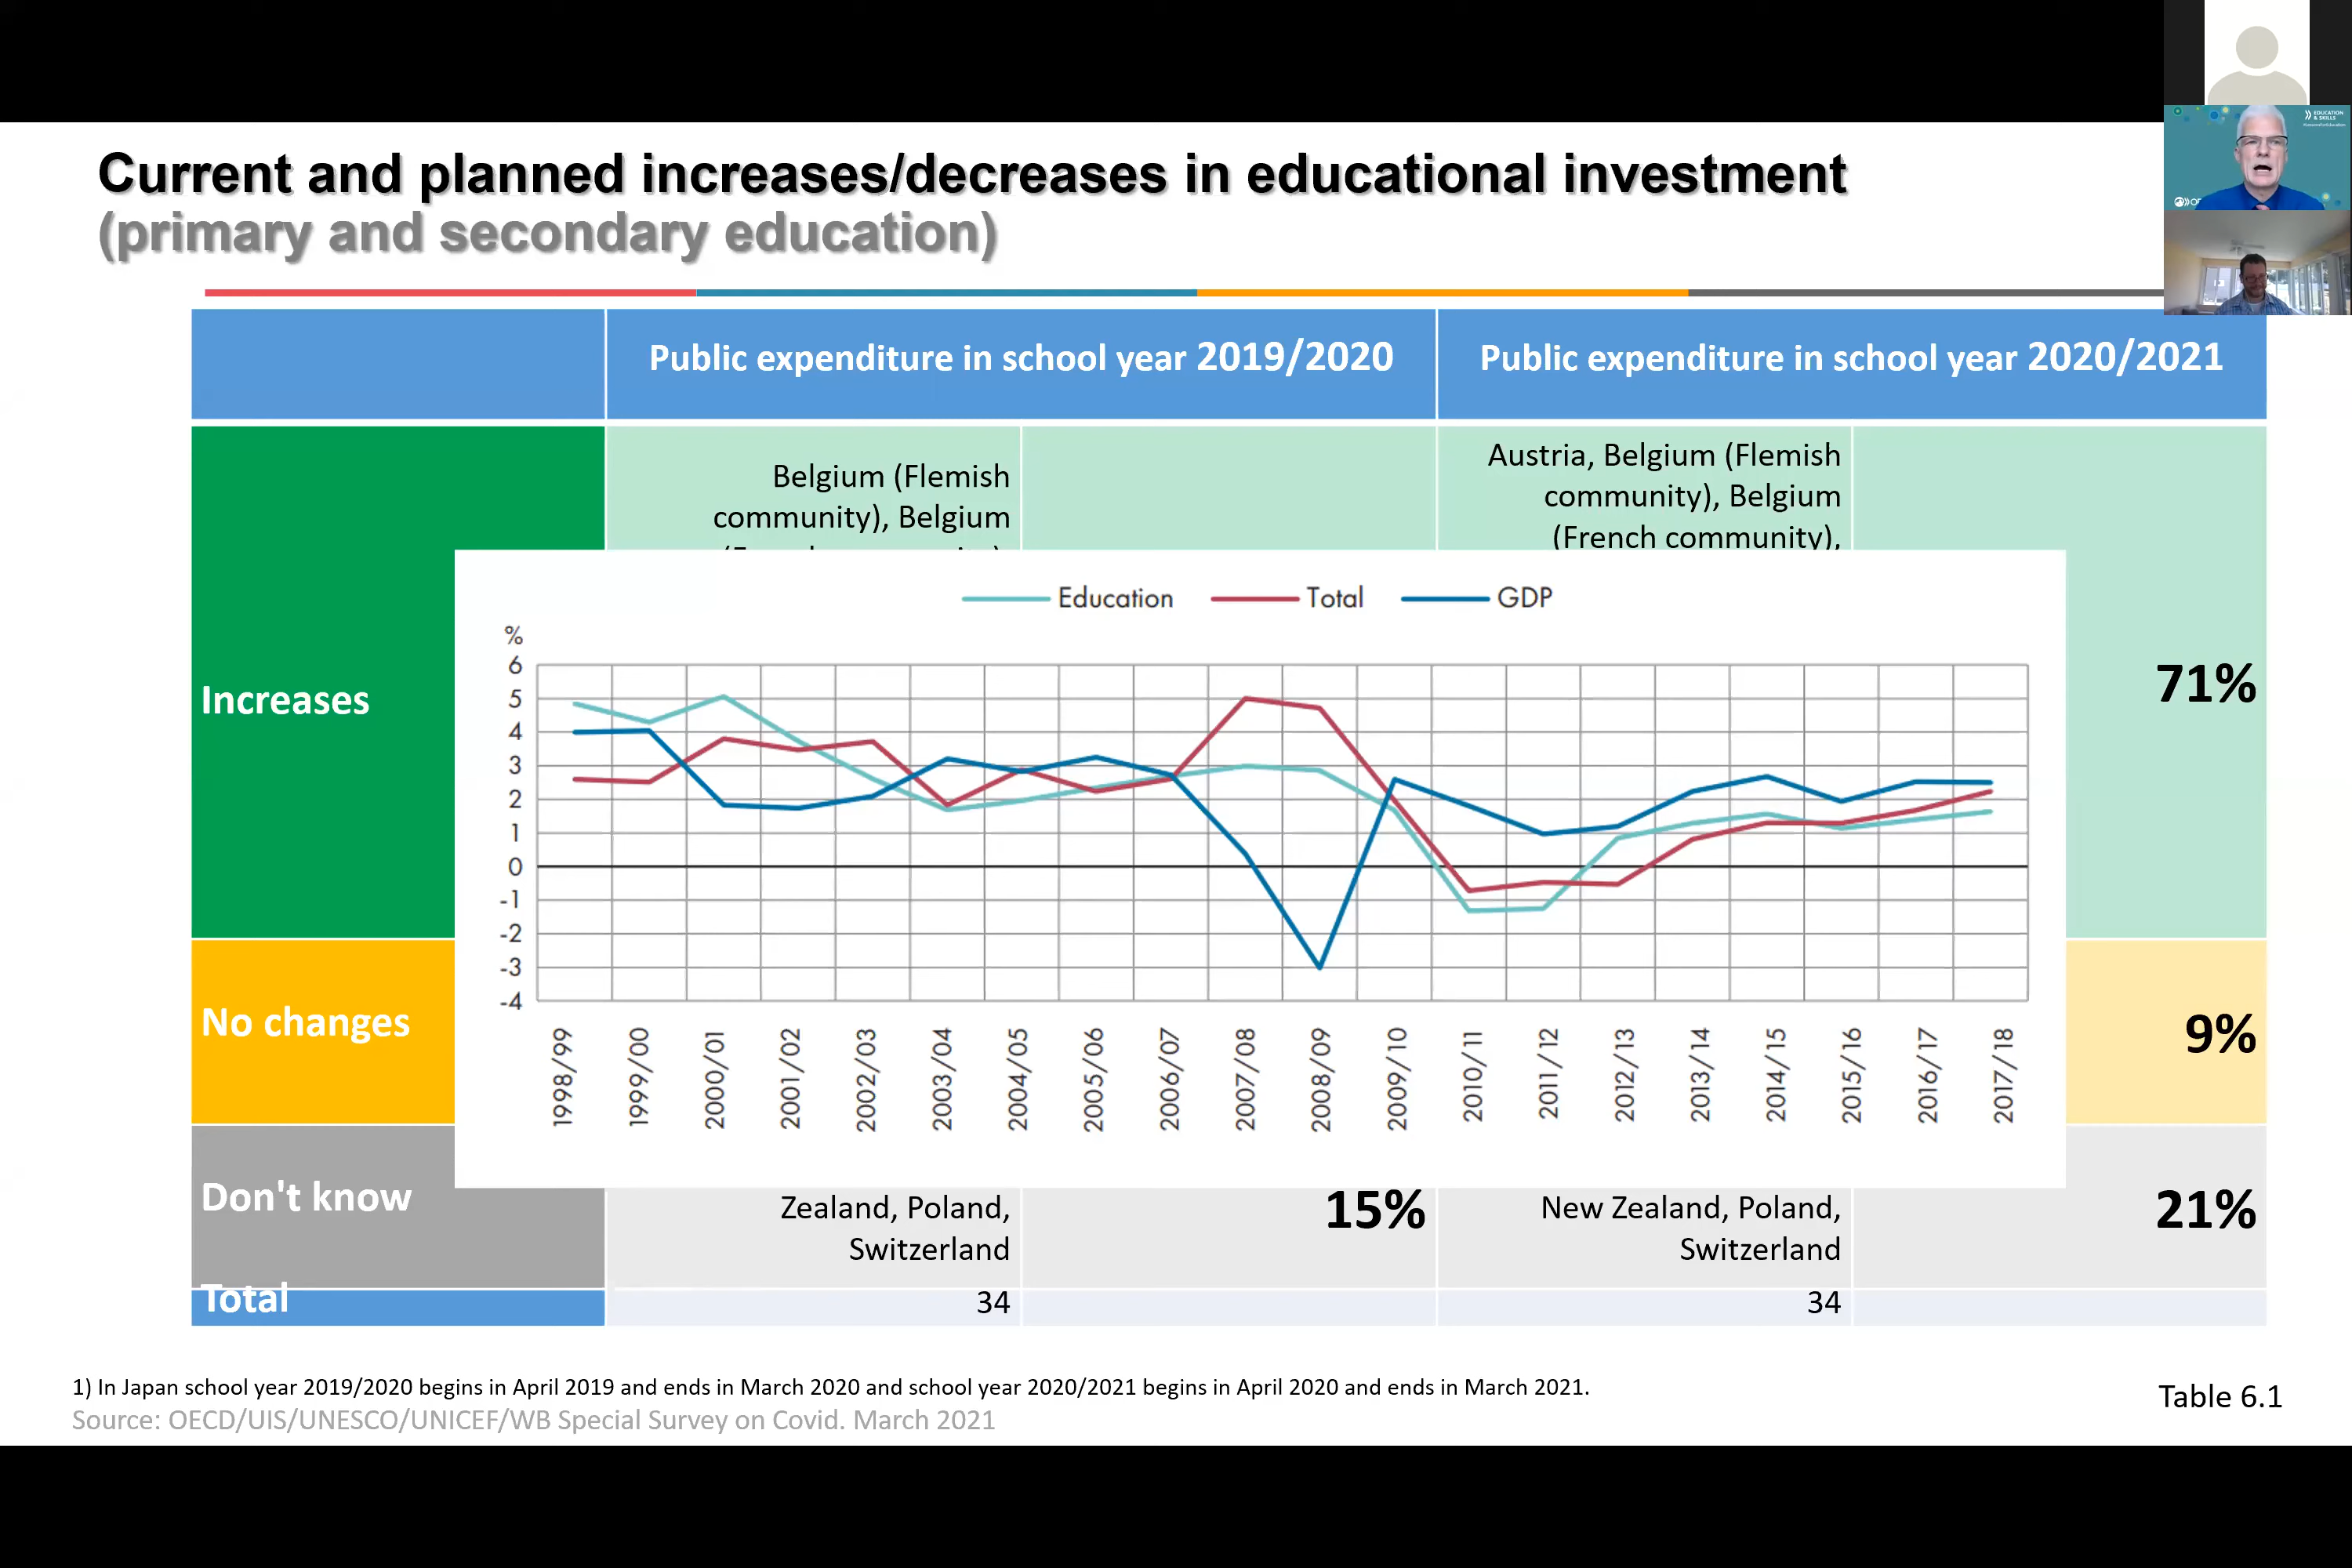 Current and planned increases/decreases in educational investment
(primary and secondary education)
EDUCATION
& SKILLS
Public expenditure in school year 2019/2020
Public expenditure in school year 2020/2021
Increases
Belgium (Flemish
community), Belgium
Austria, Belgium (Flemish
community), Belgium
(French community),
71%
Education
Total
GDP
%
6
5
4
3
2
1
0
-1
-2
-3
-4
1998/99
1999/00
2000/01
2001/02
2002/03
2003/04
2004/05
2005/06
2006/07
2007/08
2008/09
2009/10
2010/11
2011/12
2012/13
2013/14
2014/15
2015/16
2016/17
2017/18
No changes
9%
Don't know
Zealand, Poland,
Switzerland
15%
New Zealand, Poland,
Switzerland
21%
Total
34
34
1) In Japan school year 2019/2020 begins in April 2019 and ends in March 2020 and school year 2020/2021 begins in April 2020 and ends in March 2021.
Source: OECD/UIS/UNESCO/UNICEF/WB Special Survey on Covid. March 2021
Table 6.1